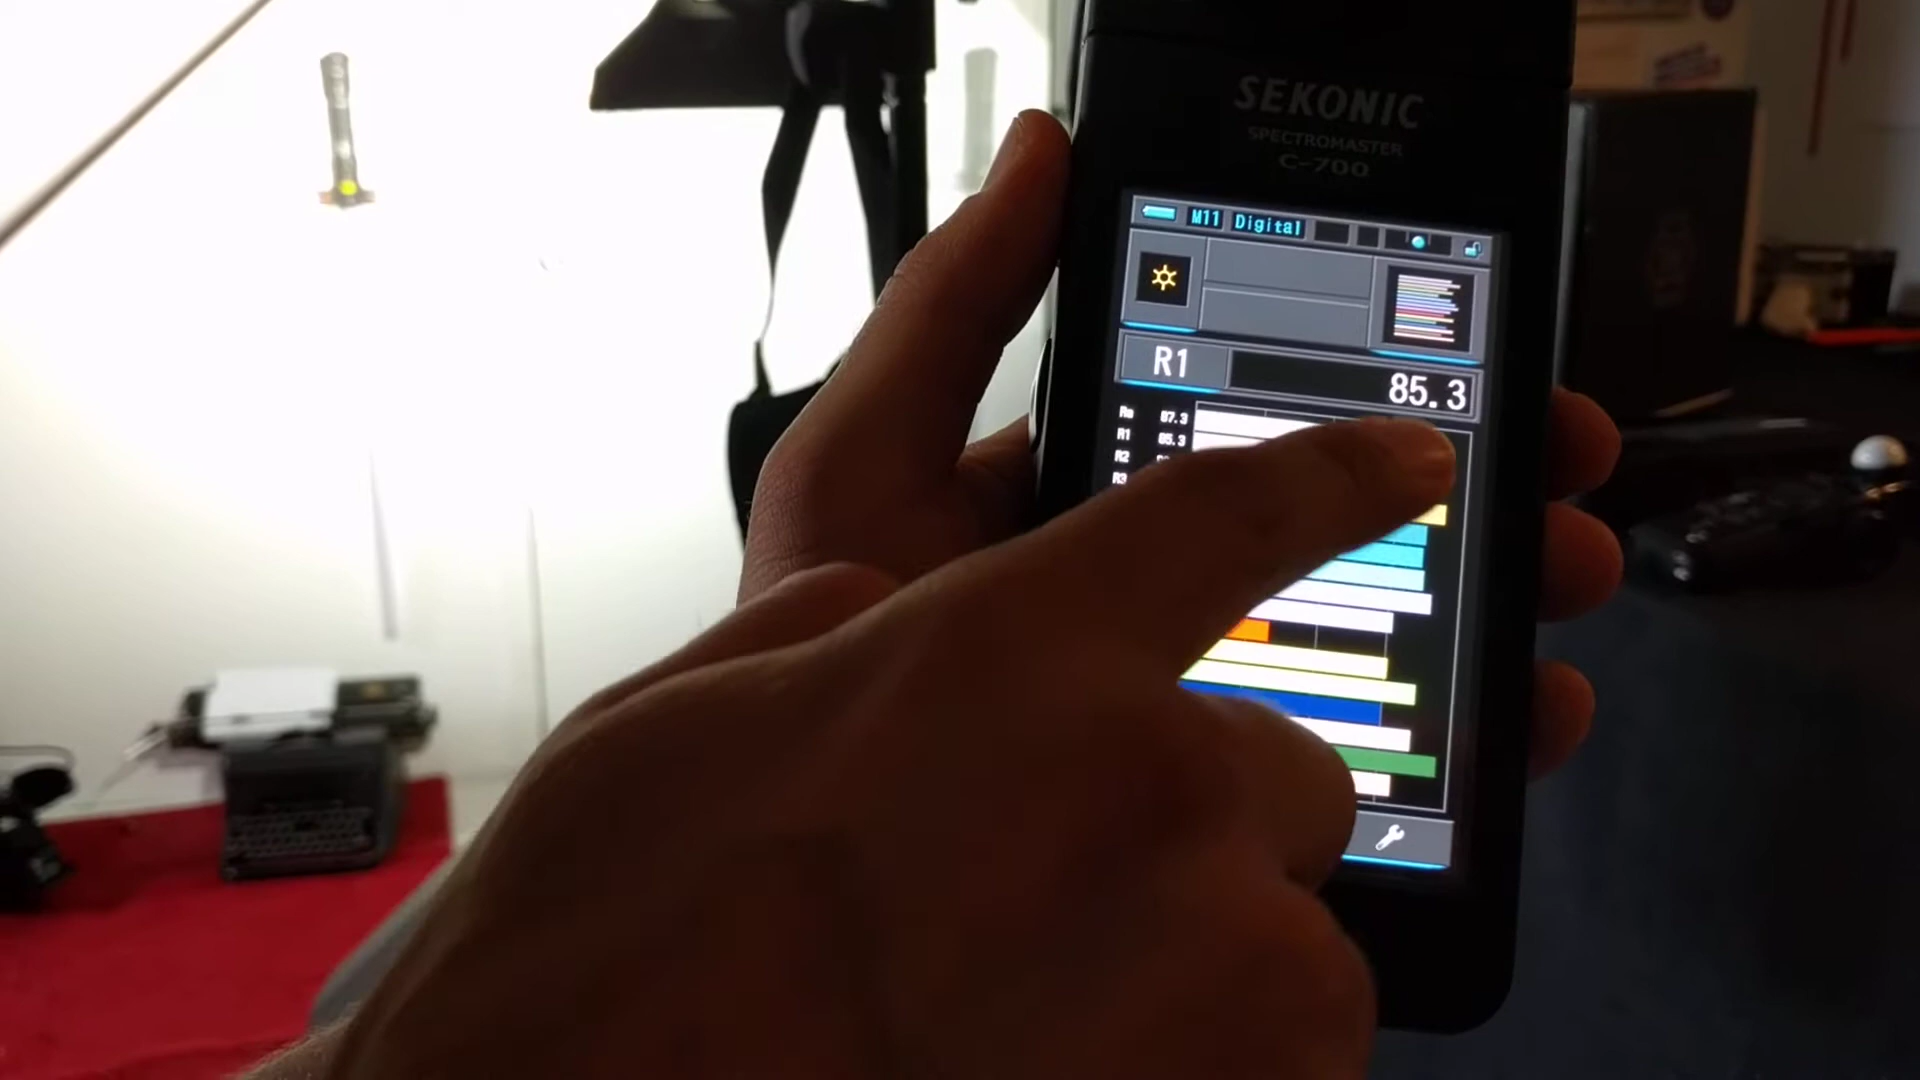 SEKONIC
SPECTROMASTER
C-700
M11 Digital
R1 85.3
Ra 87.3
R1 85.3
R2
R3